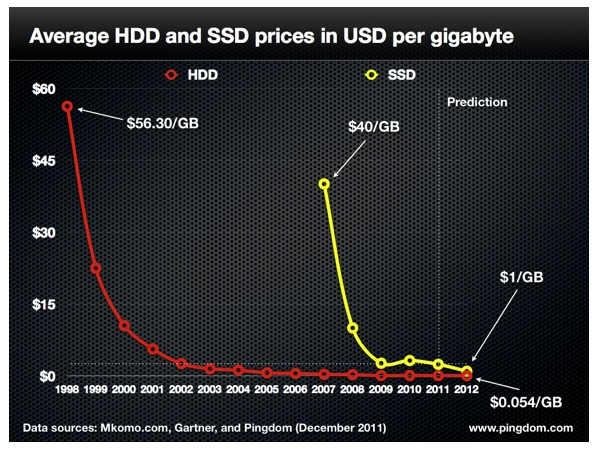 Average HDD and SSD prices in USD per gigabyte
HDD
SSD
$60
Prediction
$56.30/GB
$40/GB
$45
$30
$1/GB
$15
$0
1998 1999 2000 2001 2002 2003 2004 2005 2006 2007 2008 2009 2010 2011 2012
$0.054/GB
Data sources: Mkomo.com, Gartner, and Pingdom (December 2011)
www.pingdom.com